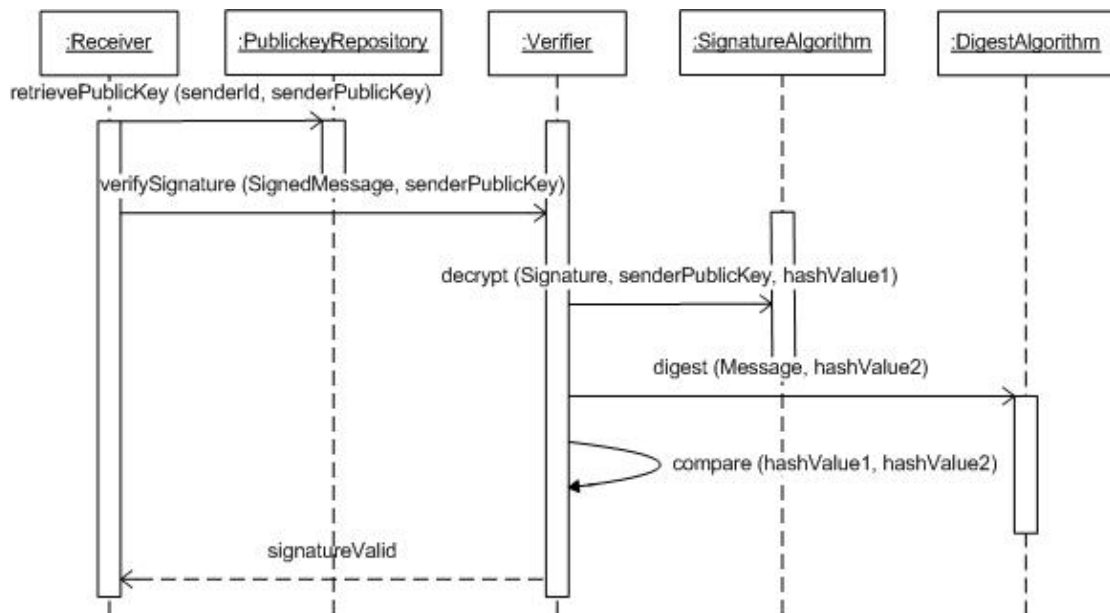 :Receiver
:PublickeyRepository
:Verifier
:SignatureAlgorithm
:DigestAlgorithm
retrievePublicKey (senderId, senderPublicKey)
verifySignature (SignedMessage, senderPublicKey)
decrypt (Signature, senderPublicKey, hashValue1)
digest (Message, hashValue2)
compare (hashValue1, hashValue2)
signatureValid